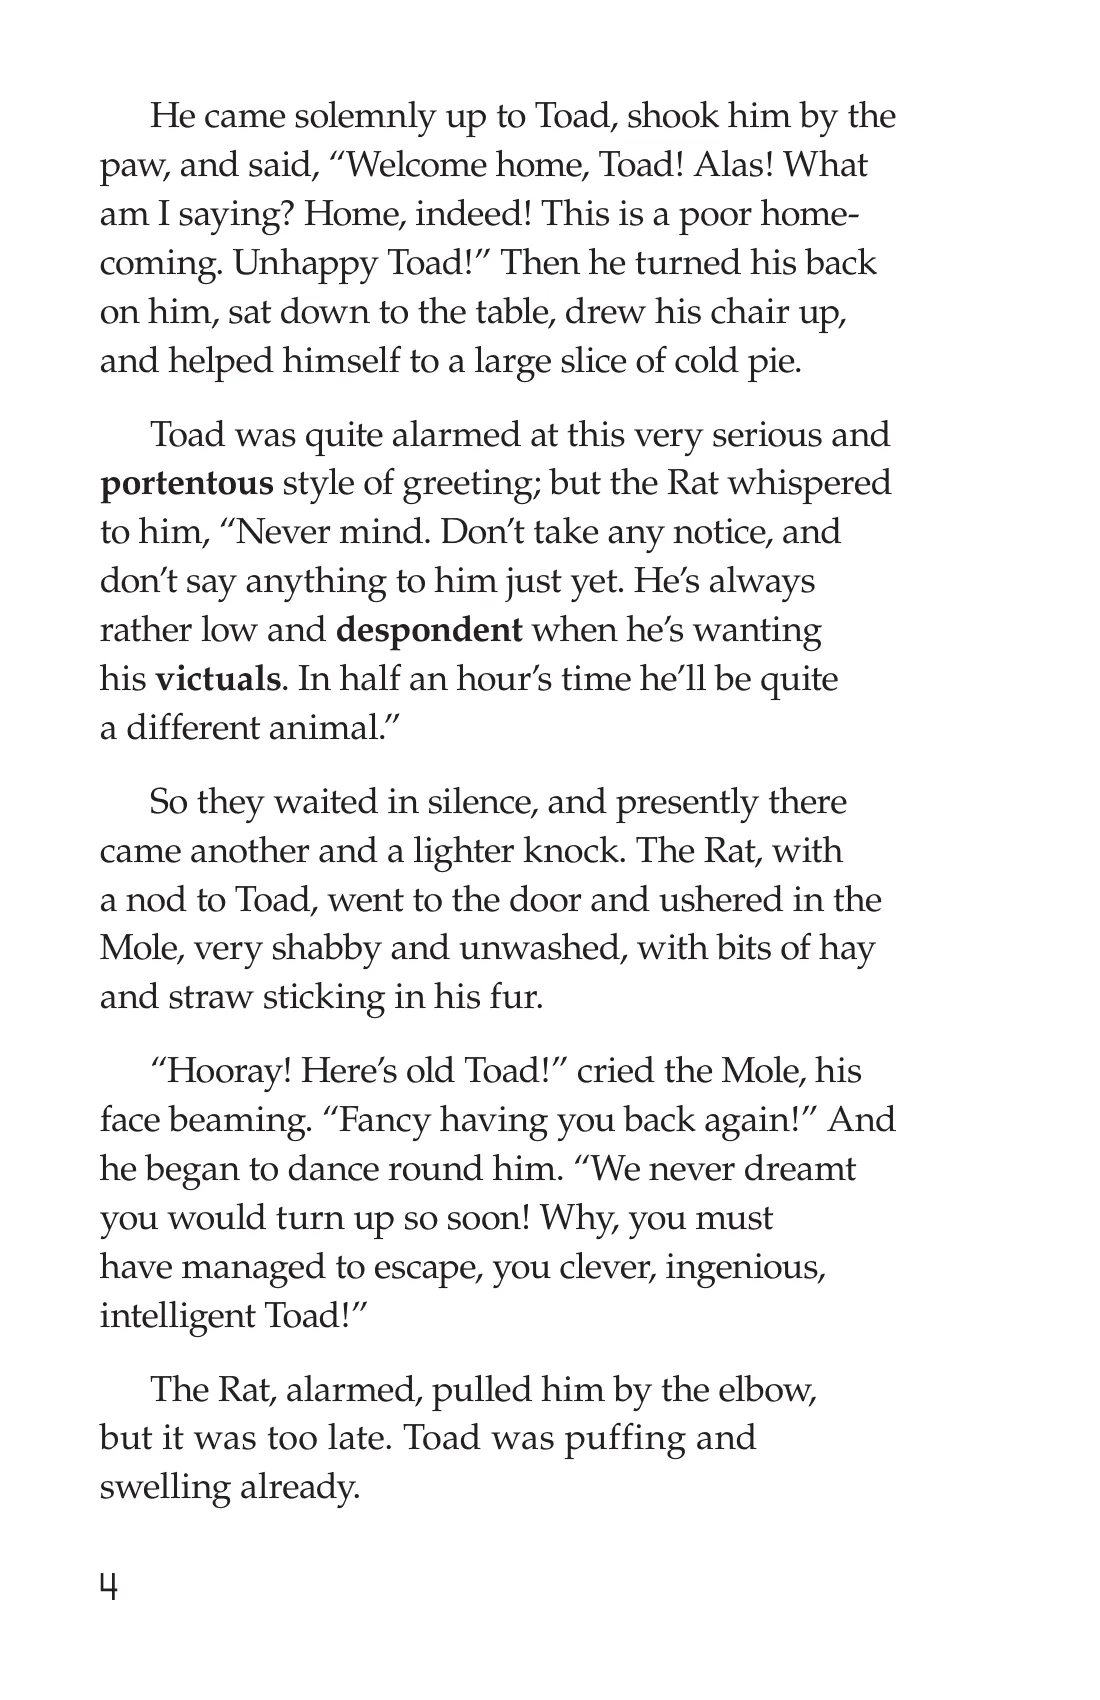 He came solemnly up to Toad, shook him by the
paw, and said, “Welcome home, Toad! Alas! What
am I saying? Home, indeed! This is a poor home-
coming. Unhappy Toad!” Then he turned his back
on him, sat down to the table, drew his chair up,
and helped himself to a large slice of cold pie.
Toad was quite alarmed at this very serious and
portentous style of greeting; but the Rat whispered
to him, “Never mind. Don’t take any notice, and
don’t say anything to him just yet. He’s always
rather low and despondent when he’s wanting
his victuals. In half an hour’s time he’ll be quite
a different animal.”
So they waited in silence, and presently there
came another and a lighter knock. The Rat, with
a nod to Toad, went to the door and ushered in the
Mole, very shabby and unwashed, with bits of hay
and straw sticking in his fur.
“Hooray! Here’s old Toad!” cried the Mole, his
face beaming. “Fancy having you back again!” And
he began to dance round him. “We never dreamt
you would turn up so soon! Why, you must
have managed to escape, you clever, ingenious,
intelligent Toad!”
The Rat, alarmed, pulled him by the elbow,
but it was too late. Toad was puffing and
swelling already.
4